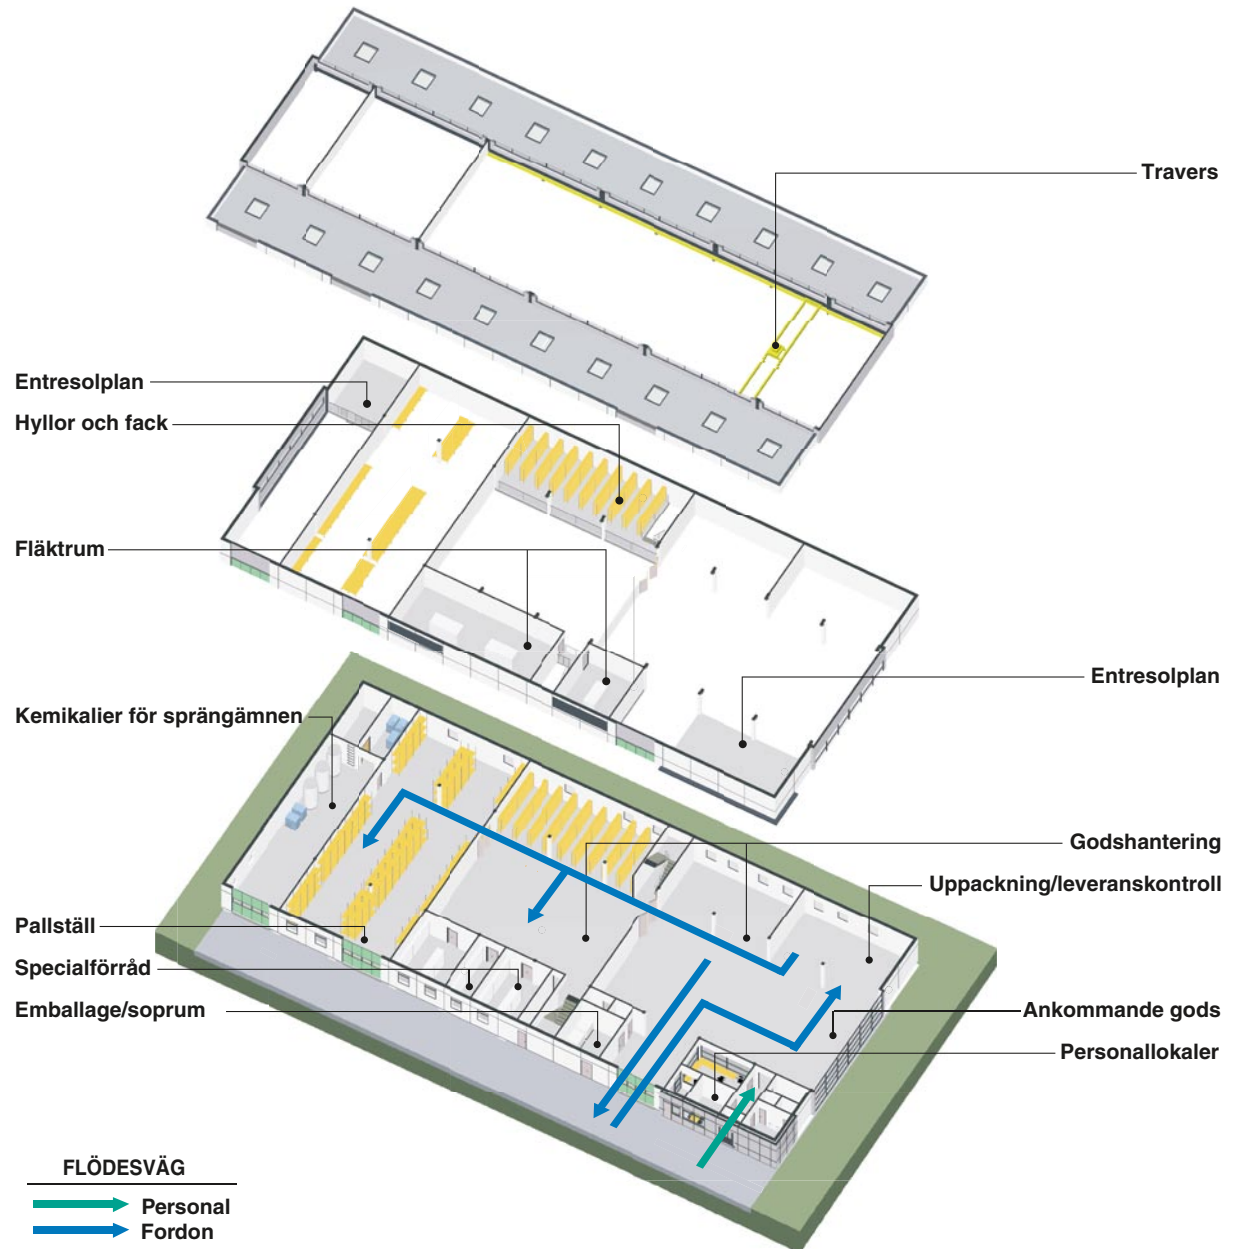 Travers
Entresolplan
Hyllor och fack
Fläktrum
Entresolplan
Kemikalier för sprängämnen
Godshantering
Uppackning/leveranskontroll
Pallställ
Specialförråd
Emballage/soprum
Ankommande gods
Personallokaler
FLÖDESVÄG
Personal
Fordon